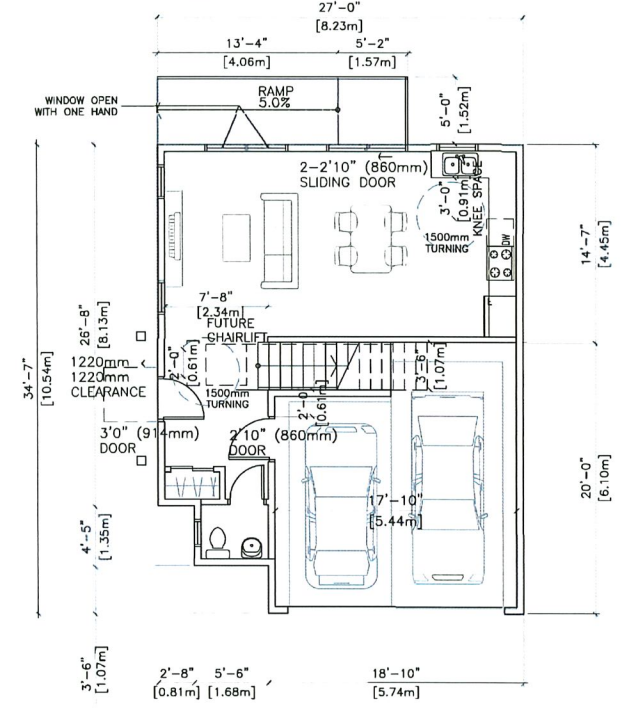 27'-0"
[8.23m]
13'-4"
[4.06m]
5'-2"
[1.57m]
WINDOW OPEN
WITH ONE HAND
RAMP
5.0%
5'-0"
[1.52m]
2-2'10" (860mm)
SLIDING DOOR
3'-0"
[0.91m]
KNEE SPACE
1500mm
TURNING
DW
14'-7"
[4.45m]
7'-8"
[2.34m]
FUTURE
CHAIRLIFT
26'-8"
[8.13m]
34'-7"
[10.54m]
1220mm
1220mm
CLEARANCE
2'-0"
[0.61m]
1500mm
TURNING
2'-0"
[0.61m]
3'-6"
[1.07m]
3'0" (914mm)
DOOR
2'10" (860mm)
DOOR
17'-10"
[5.44m]
20'-0"
[6.10m]
4'-5"
[1.35m]
3'-6"
[1.07m]
2'-8"
[0.81m]
5'-6"
[1.68m]
18'-10"
[5.74m]